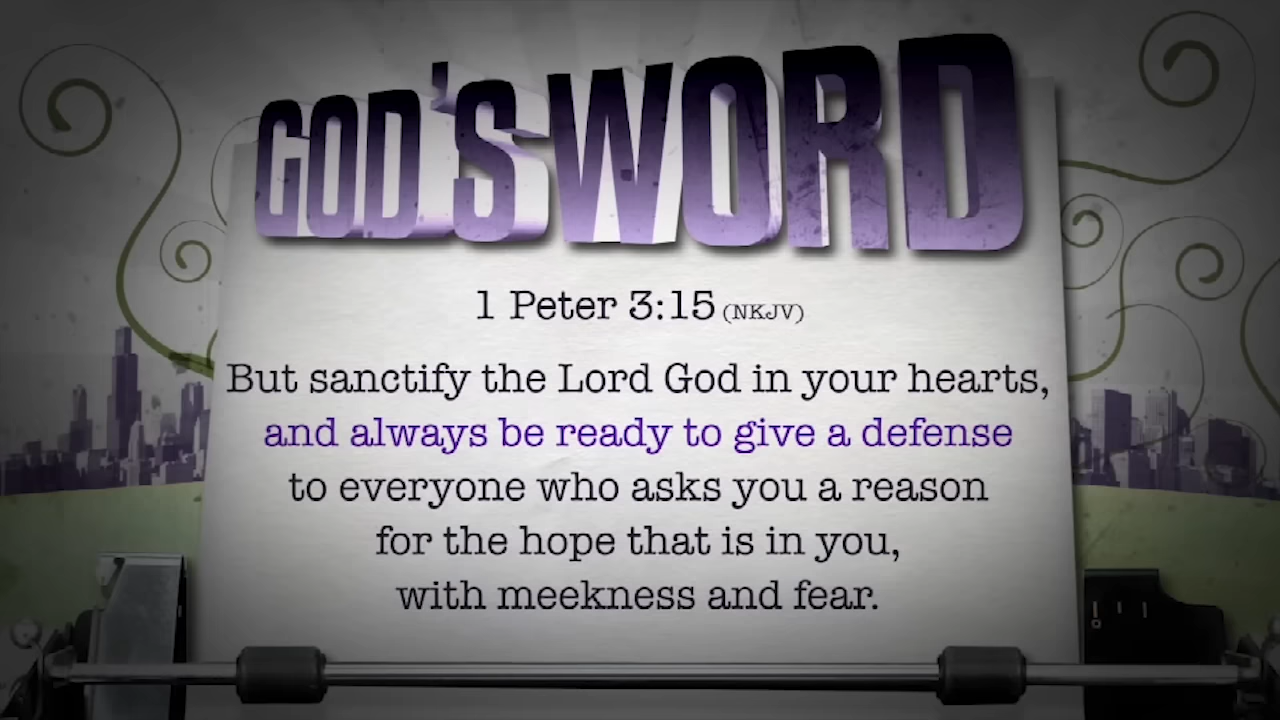 GOD'S WORD
1 Peter 3:15 (NKJV)
But sanctify the Lord God in your hearts,
and always be ready to give a defense
to everyone who asks you a reason
for the hope that is in you,
with meekness and fear.